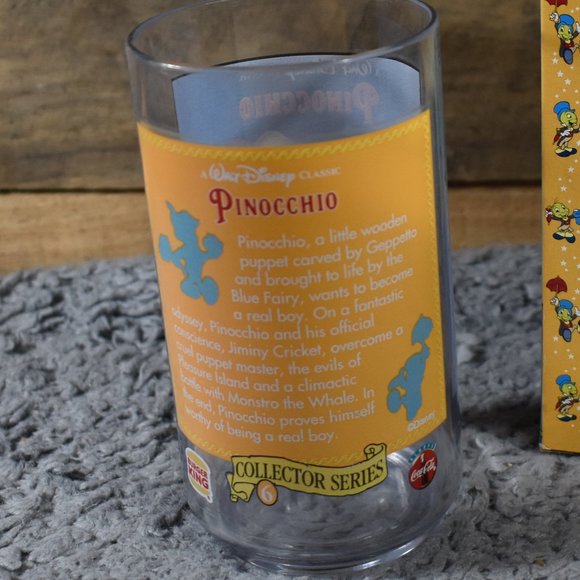 A WALT DISNEY CLASSIC
PINOCCHIO
Pinocchio, a little wooden
puppet carved by Geppetto
and brought to life by the
Blue Fairy, wants to become
a real boy. On a fantastic
odyssey, Pinocchio and his official
conscience, Jiminy Cricket, overcome a
cruel puppet master, the evils of
Pleasure Island and a climactic
battle with Monstro the Whale. In
the end, Pinocchio proves himself
worthy of being a real boy.
©Disney
BURGER
KING
COLLECTOR SERIES
6
Coca-Cola